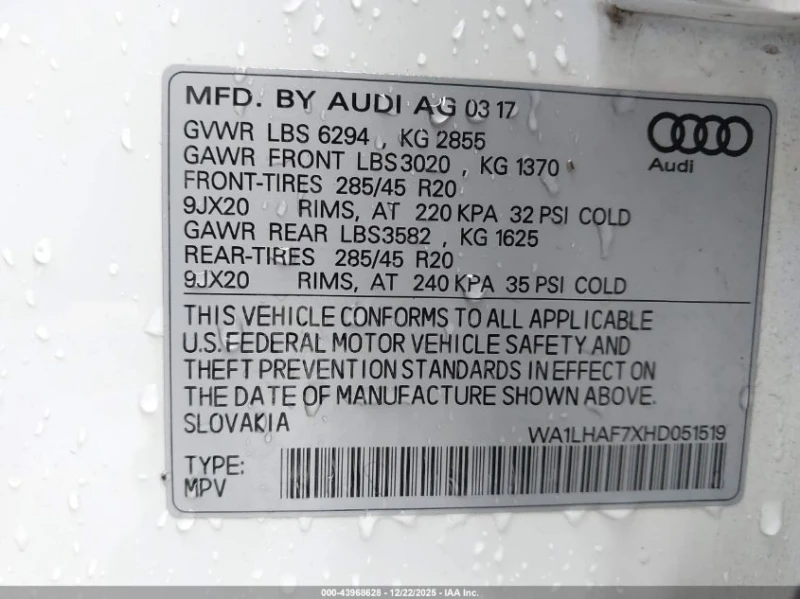 MFD. BY AUDI AG 03 17
GVWR LBS 6294 , KG 2855
GAWR FRONT LBS3020 , KG 1370
FRONT-TIRES 285/45 R20
9JX20 RIMS, AT 220 KPA 32 PSI COLD
GAWR REAR LBS3582 , KG 1625
REAR-TIRES 285/45 R20
9JX20 RIMS, AT 240 KPA 35 PSI COLD
Audi
THIS VEHICLE CONFORMS TO ALL APPLICABLE
U.S. FEDERAL MOTOR VEHICLE SAFETY AND
THEFT PREVENTION STANDARDS IN EFFECT ON
THE DATE OF MANUFACTURE SHOWN ABOVE.
SLOVAKIA
WA1LHAF7XHD051519
TYPE:
MPV
000-43968628 - 12/22/2025 - IAA Inc.